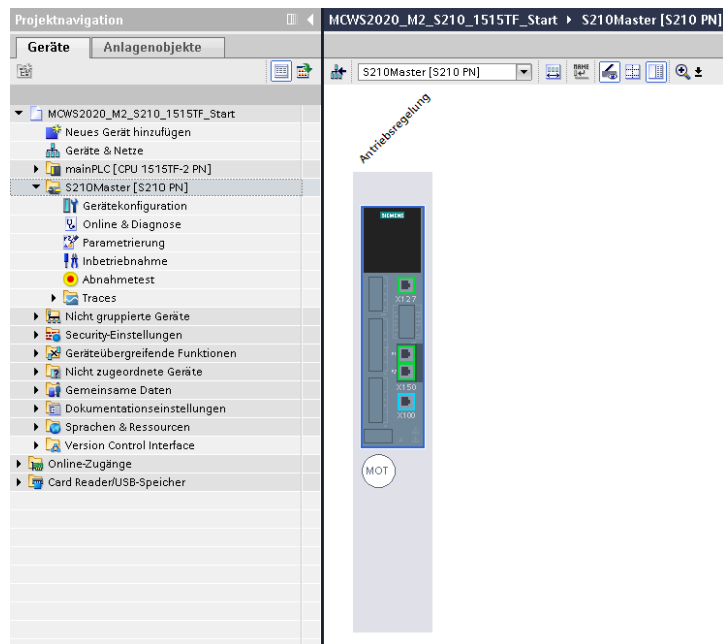 Projektnavigation
MCWS2020_M2_S210_1515TF_Start ▸ S210Master [S210 PN]
Geräte
Anlagenobjekte
S210Master [S210 PN]
NAME
Antriebsregelung
MCWS2020_M2_S210_1515TF_Start
Neues Gerät hinzufügen
Geräte & Netze
mainPLC [CPU 1515TF-2 PN]
S210Master [S210 PN]
Gerätekonfiguration
Online & Diagnose
Parametrierung
Inbetriebnahme
Abnahmetest
Traces
Nicht gruppierte Geräte
Security-Einstellungen
Geräteübergreifende Funktionen
Nicht zugeordnete Geräte
Gemeinsame Daten
Dokumentationseinstellungen
Sprachen & Ressourcen
Version Control Interface
Online-Zugänge
Card Reader/USB-Speicher
SIEMENS
X127
X150
X100
MOT